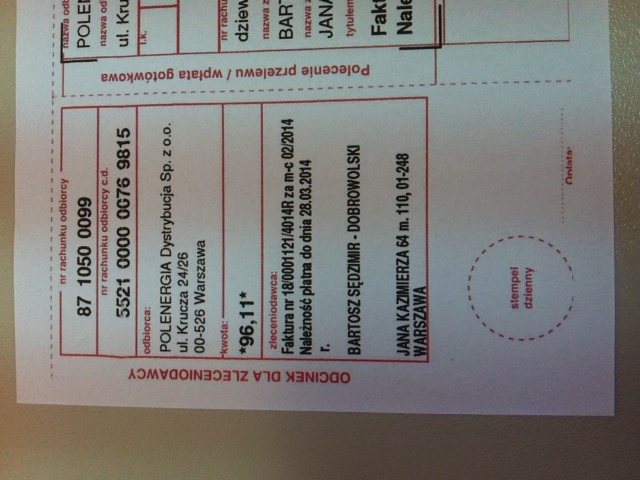 nr rachunku odbiorcy
87 1050 0099
nr rachunku odbiorcy c.d.
5521 0000 0076 9815
odbiorca:
POLENERGIA Dystrybucja Sp. z o.o.
ul. Krucza 24/26
00-526 Warszawa
kwota:
*96,11*
zleceniodawca:
Faktura nr 18/0001121/4014R za m-c 02/2014
Należność płatna do dnia 28.03.2014
r.
BARTOSZ SĘDZIMIR - DOBROWOLSKI
JANA KAZIMIERZA 64 m. 110, 01-248
WARSZAWA
stempel
dzienny
Opłata:
ODCINEK DLA ZLECENIODAWCY
Polecenie przelewu / wpłata gotówkowa
nazwa odb
POLEN
nazwa od
ul. Kru
l.k.
nr rachu
dziew
nazwa z
BART
nazwa z
JANA
tytułem
Fakt
Nale